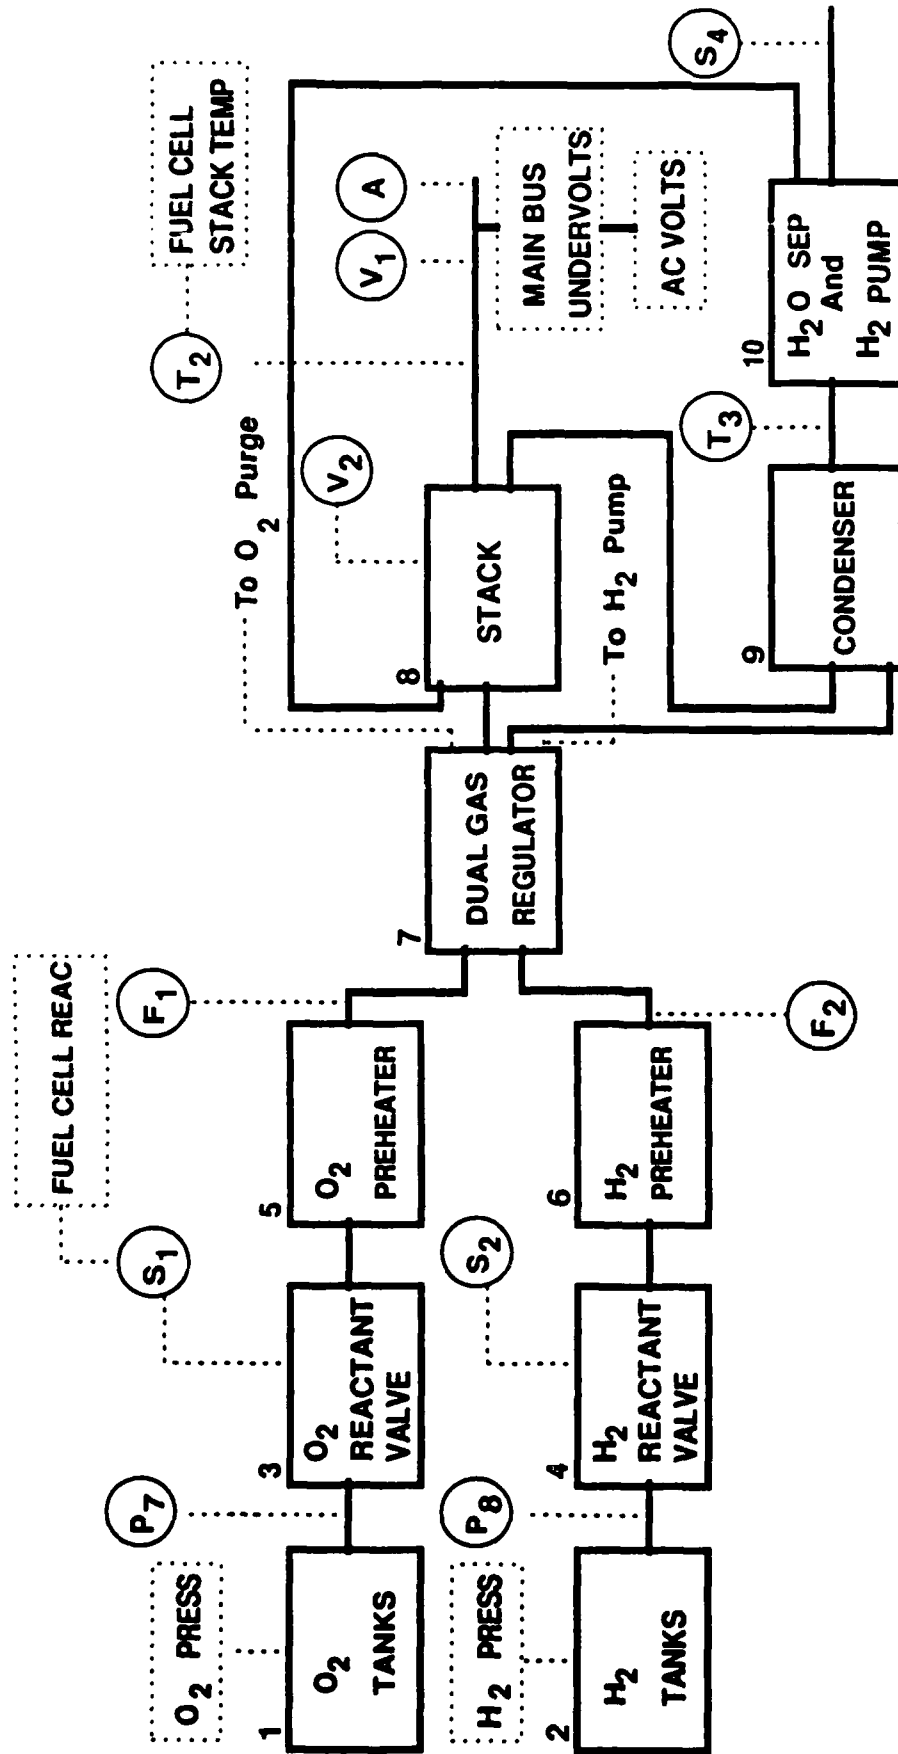 FUEL CELL REAC
FUEL CELL
STACK TEMP
O2 PRESS
P7
S1
F1
T2
To O2 Purge
1
O2
TANKS
3
O2
REACTANT
VALVE
5
O2
PREHEATER
V2
V1
A
7
DUAL GAS
REGULATOR
8
STACK
MAIN BUS
UNDERVOLTS
AC VOLTS
H2 PRESS
P8
S2
To H2 Pump
2
H2
TANKS
4
H2
REACTANT
VALVE
6
H2
PREHEATER
F2
T3
S4
9
CONDENSER
10
H2O SEP
And
H2 PUMP